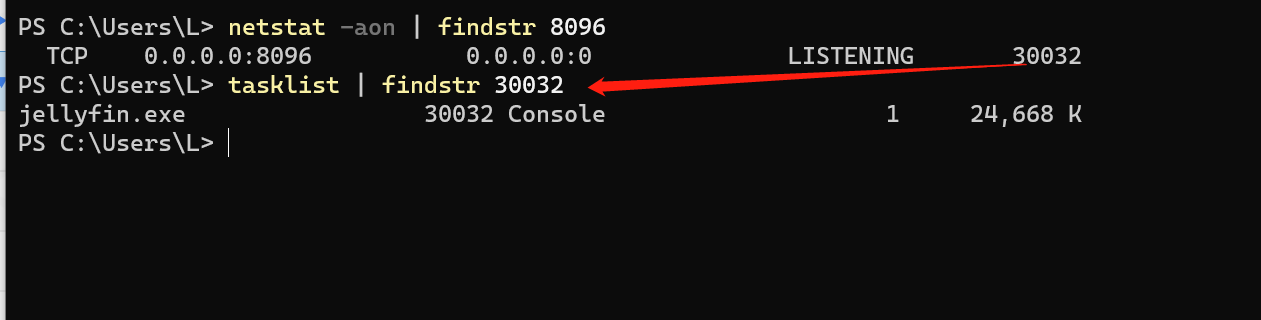 PS C:\Users\L> netstat -aon | findstr 8096
  TCP    0.0.0.0:8096           0.0.0.0:0              LISTENING       30032
PS C:\Users\L> tasklist | findstr 30032
jellyfin.exe                 30032 Console                    1     24,668 K
PS C:\Users\L>